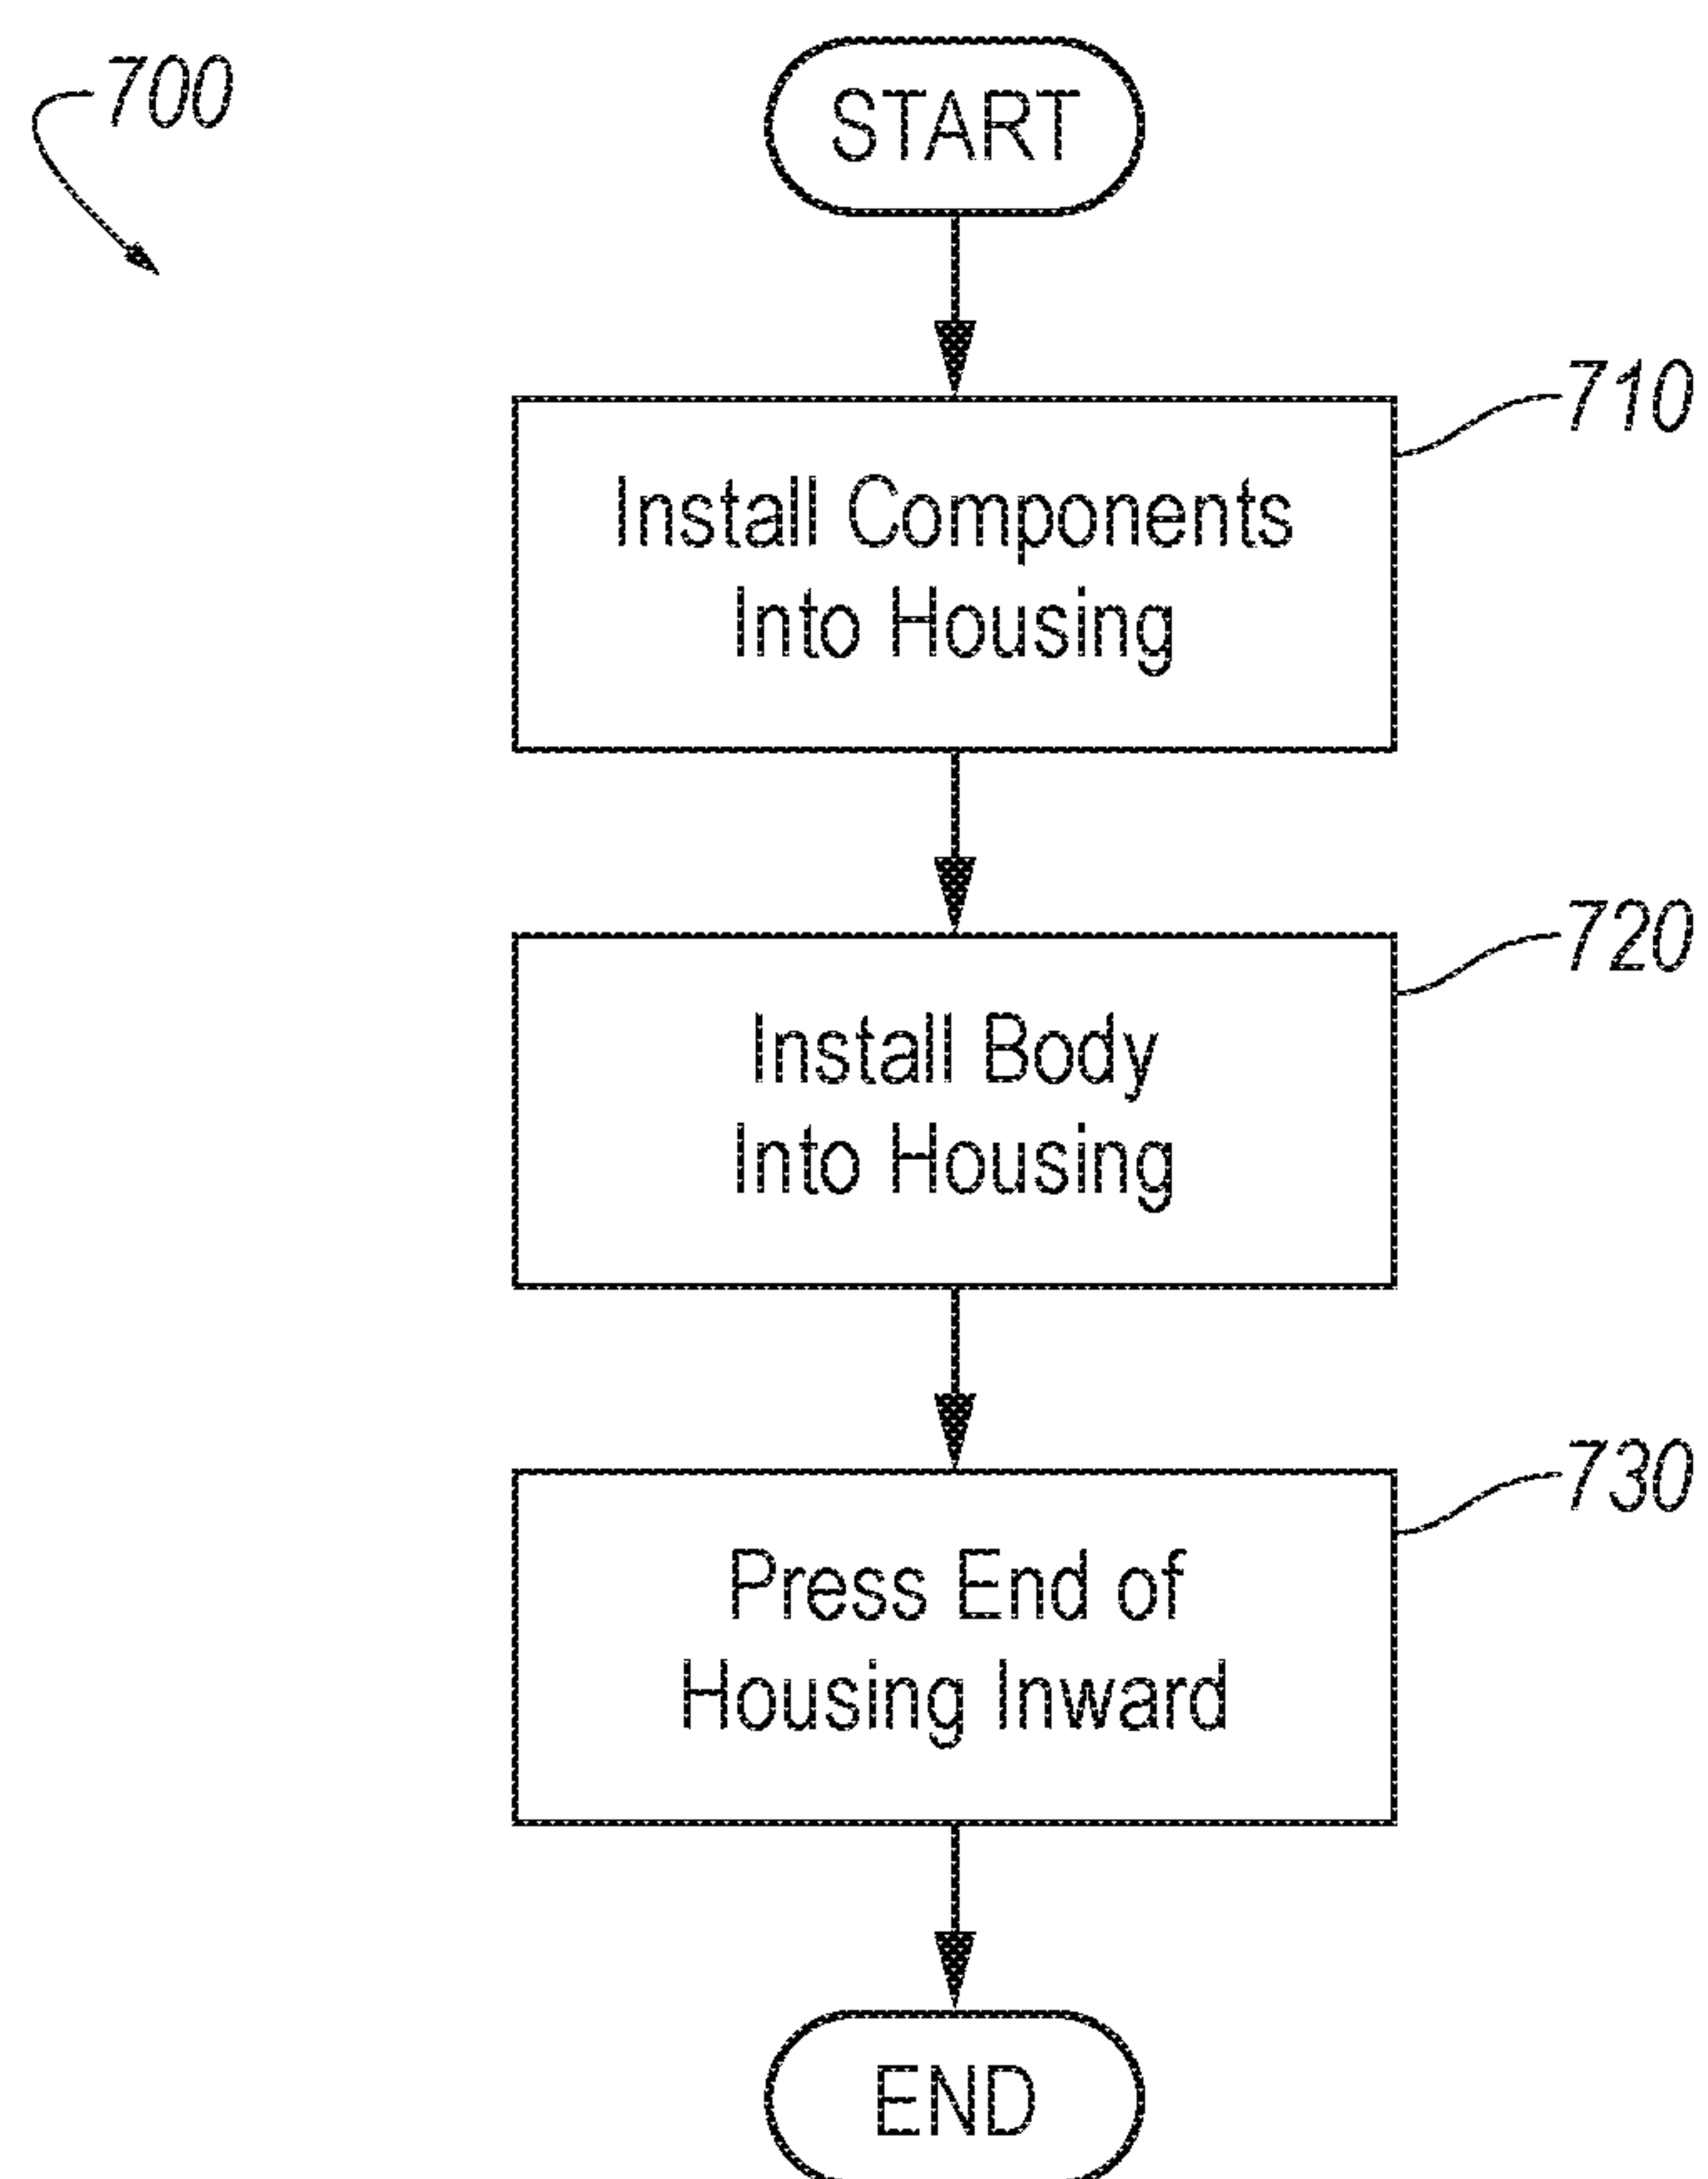 700
START
710
Install Components
Into Housing
720
Install Body
Into Housing
730
Press End of
Housing Inward
END